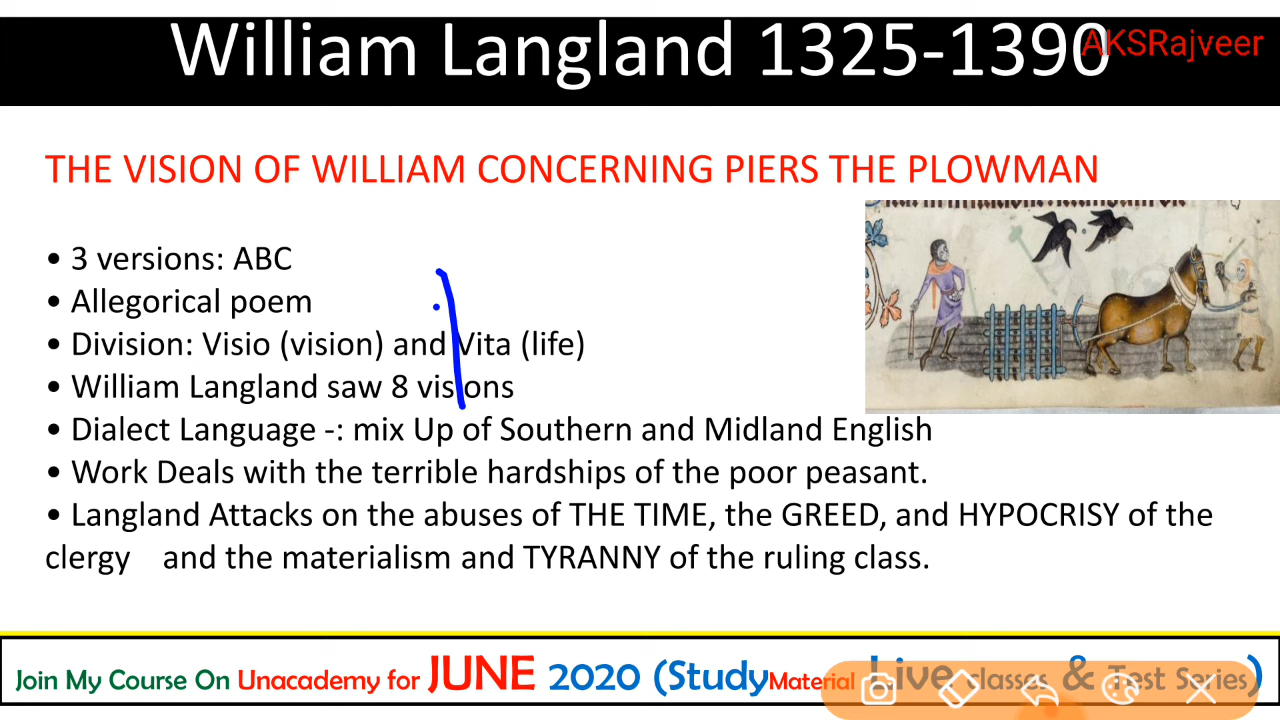 William Langland 1325-1390
AKSRajveer
THE VISION OF WILLIAM CONCERNING PIERS THE PLOWMAN
• 3 versions: ABC
• Allegorical poem
• Division: Visio (vision) and Vita (life)
• William Langland saw 8 visions
• Dialect Language -: mix Up of Southern and Midland English
• Work Deals with the terrible hardships of the poor peasant.
• Langland Attacks on the abuses of THE TIME, the GREED, and HYPOCRISY of the
clergy and the materialism and TYRANNY of the ruling class.
Join My Course On Unacademy for JUNE 2020 (Study Material Live classes & Test Series)